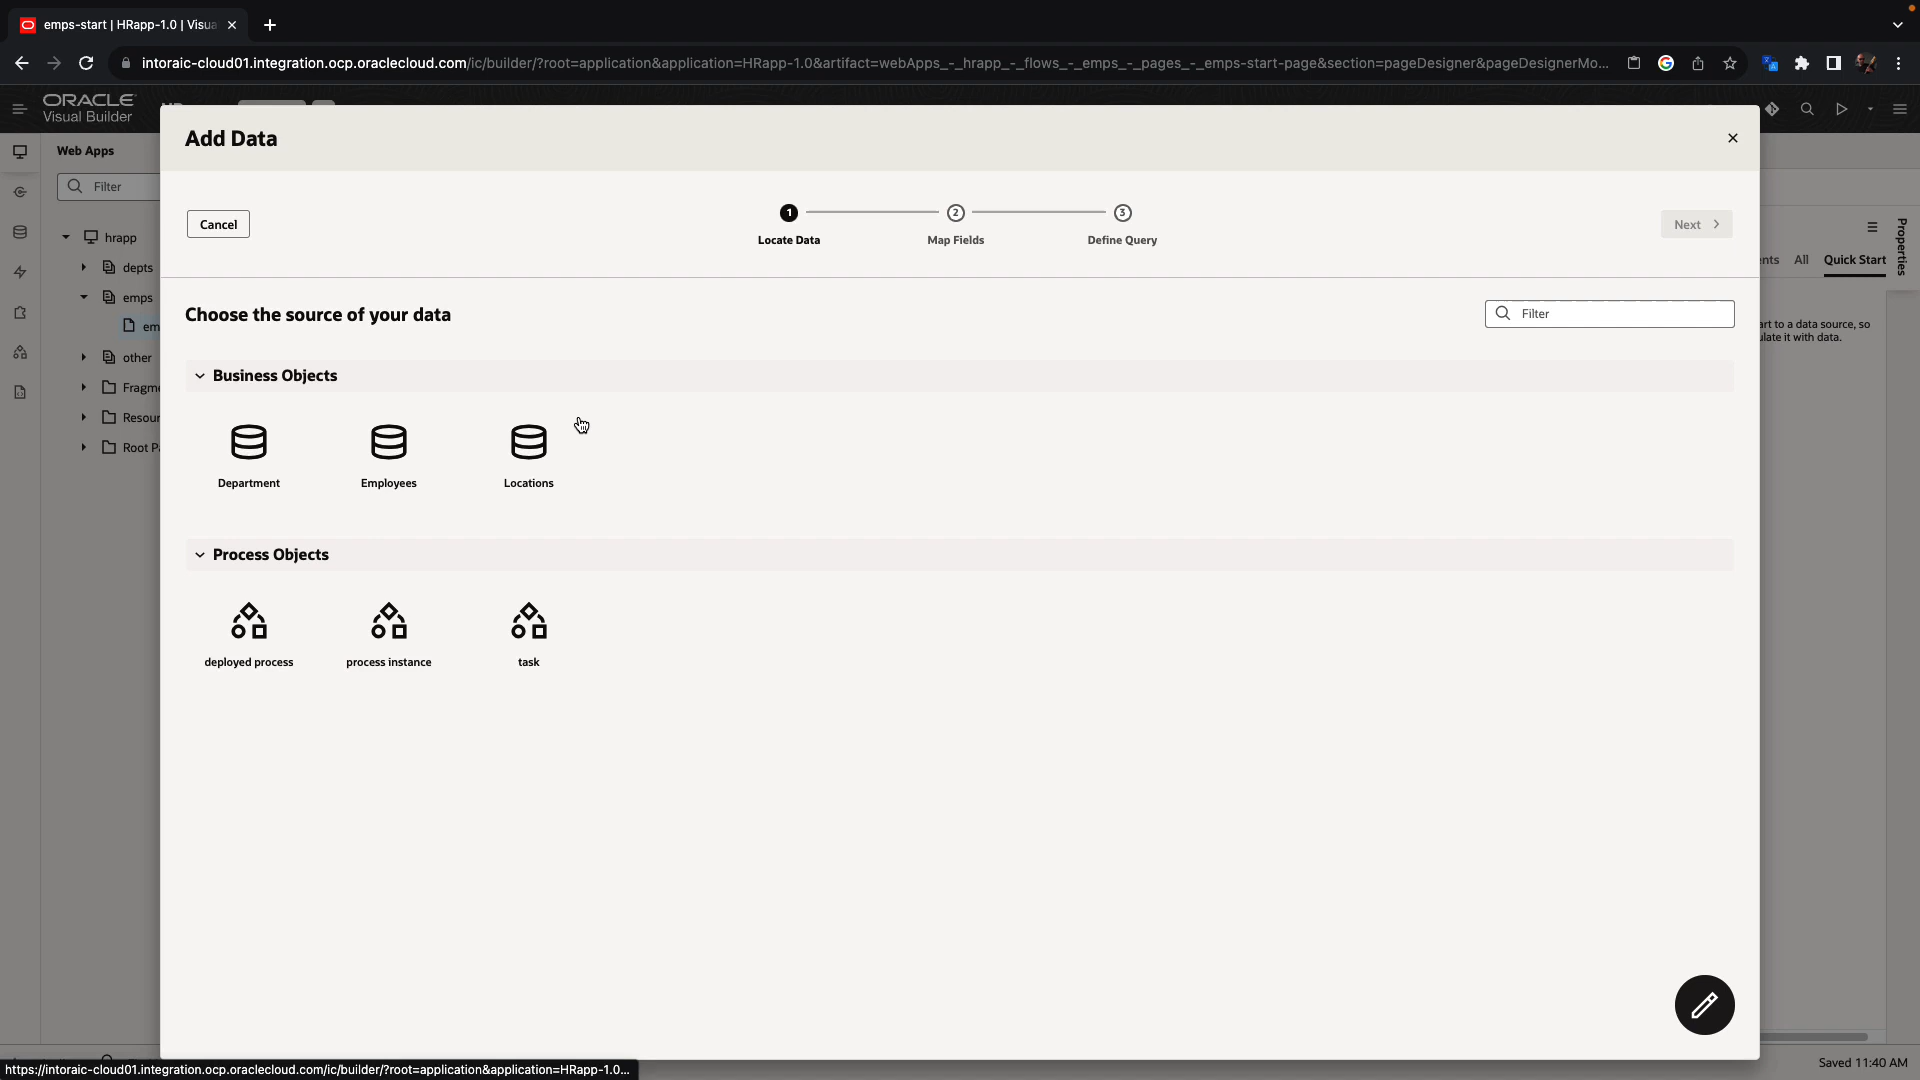 emps-start | HRapp-1.0 | Visua
intoraic-cloud01.integration.ocp.oraclecloud.com/ic/builder/?root=application&application=HRapp-1.0&artifact=webApps_-_hrapp_-_flows_-_emps_-_pages_-_emps-start-page&section=pageDesigner&pageDesignerMo...
ORACLE
Visual Builder
Add Data
Web Apps
Filter
Cancel
1
2
3
Locate Data
Map Fields
Define Query
Next
hrapp
depts
emps
em
other
Fragme
Resour
Root Pa
Choose the source of your data
Filter
Business Objects
Department
Employees
Locations
Process Objects
deployed process
process instance
task
Properties
ents
All
Quick Start
art to a data source, so
ulate it with data.
Saved 11:40 AM
https://intoraic-cloud01.integration.ocp.oraclecloud.com/ic/builder/?root=application&application=HRapp-1.0...